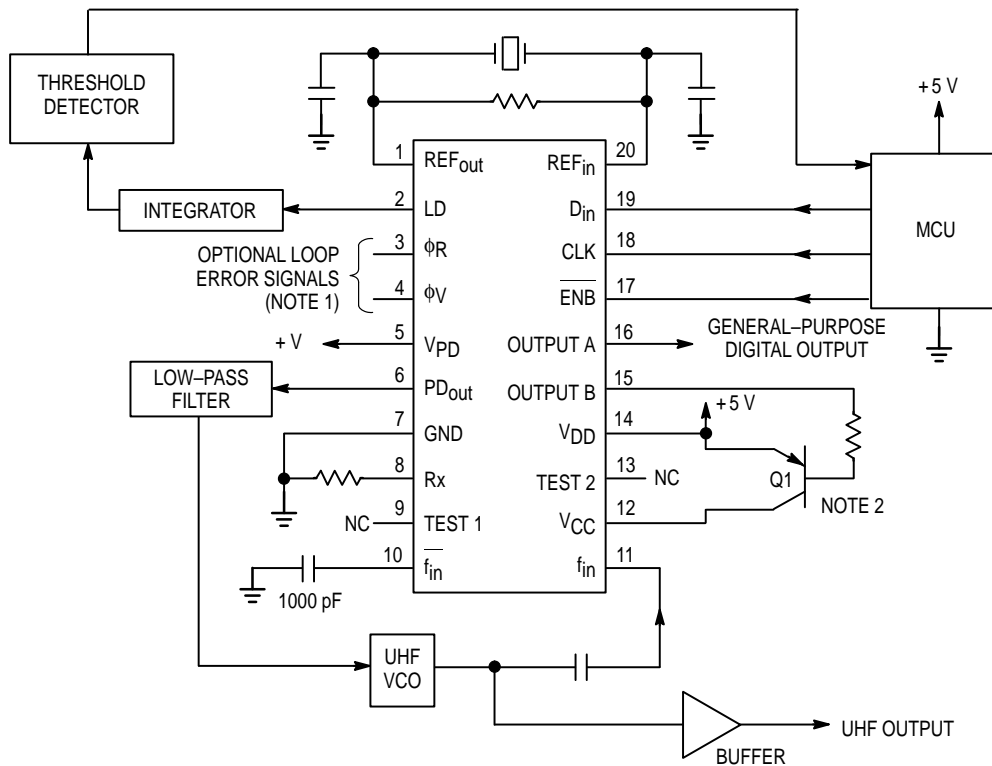 THRESHOLD
DETECTOR
+ 5 V
1
REFout
REFin
20
INTEGRATOR
2
LD
Din
19
MCU
OPTIONAL LOOP
ERROR SIGNALS
(NOTE 1)
3
ϕR
CLK
18
4
ϕV
ENB
17
GENERAL–PURPOSE
DIGITAL OUTPUT
+ V
5
VPD
OUTPUT A
16
LOW–PASS
FILTER
6
PDout
OUTPUT B
15
+ 5 V
7
GND
VDD
14
8
Rx
TEST 2
13
NC
Q1
NOTE 2
NC
9
TEST 1
VCC
12
10
fin
fin
11
1000 pF
UHF
VCO
BUFFER
UHF OUTPUT